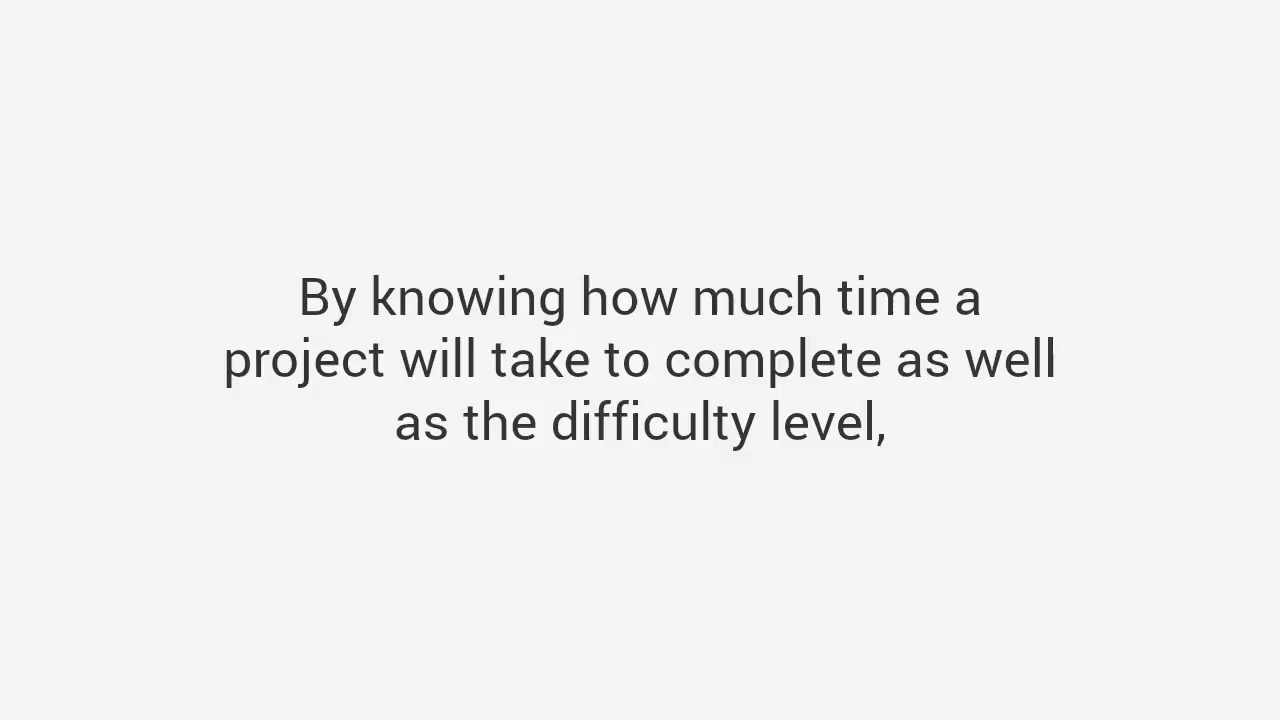 By knowing how much time a
project will take to complete as well
as the difficulty level,